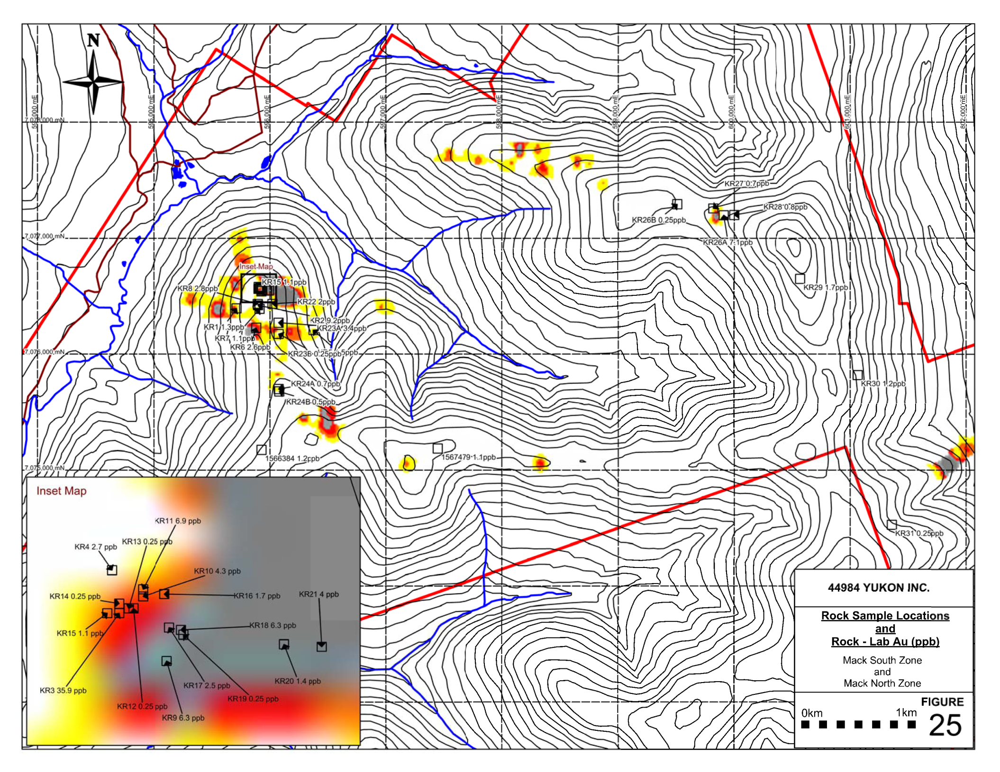 N
595,000 mE
596,000 mE
597,000 mE
598,000 mE
599,000 mE
600,000 mE
601,000 mE
602,000 mE
7,078,000 mN
KR27 0.7ppb
KR28 0.8ppb
KR26B 0.25ppb
7,077,000 mN
KR26A 7.1ppb
Inset Map
KR15 1.1ppb
KR8 2.8ppb
KR29 1.7ppb
KR22 2ppb
KR2 9.2ppb
KR1 1.3ppb
KR23A 3.4ppb
KR7 1.1ppb
KR6 2.6ppb
7,076,000 mN
KR23B 0.25ppb
5ppb
KR24A 0.7ppb
KR30 1.2ppb
KR24B 0.5ppb
1566384 1.2ppb
1567479 1.1ppb
7,075,000 mN
KR31 0.25ppb
Inset Map
KR11 6.9 ppb
KR13 0.25 ppb
KR4 2.7 ppb
KR10 4.3 ppb
KR14 0.25 ppb
KR16 1.7 ppb
KR21 4 ppb
KR18 6.3 ppb
KR15 1.1 ppb
KR20 1.4 ppb
KR17 2.5 ppb
KR3 35.9 ppb
KR19 0.25 ppb
KR12 0.25 ppb
KR9 6.3 ppb
44984 YUKON INC.
Rock Sample Locations
and
Rock - Lab Au (ppb)
Mack South Zone
and
Mack North Zone
0km 1km
FIGURE
25